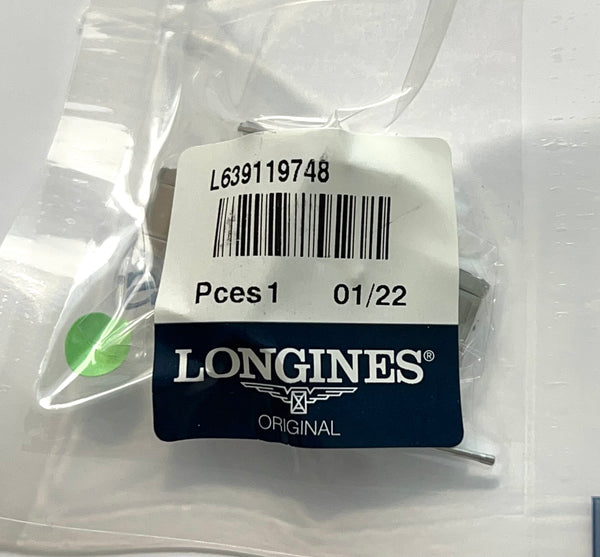 L639119748
Pces 1 01/22
LONGINES®
ORIGINAL